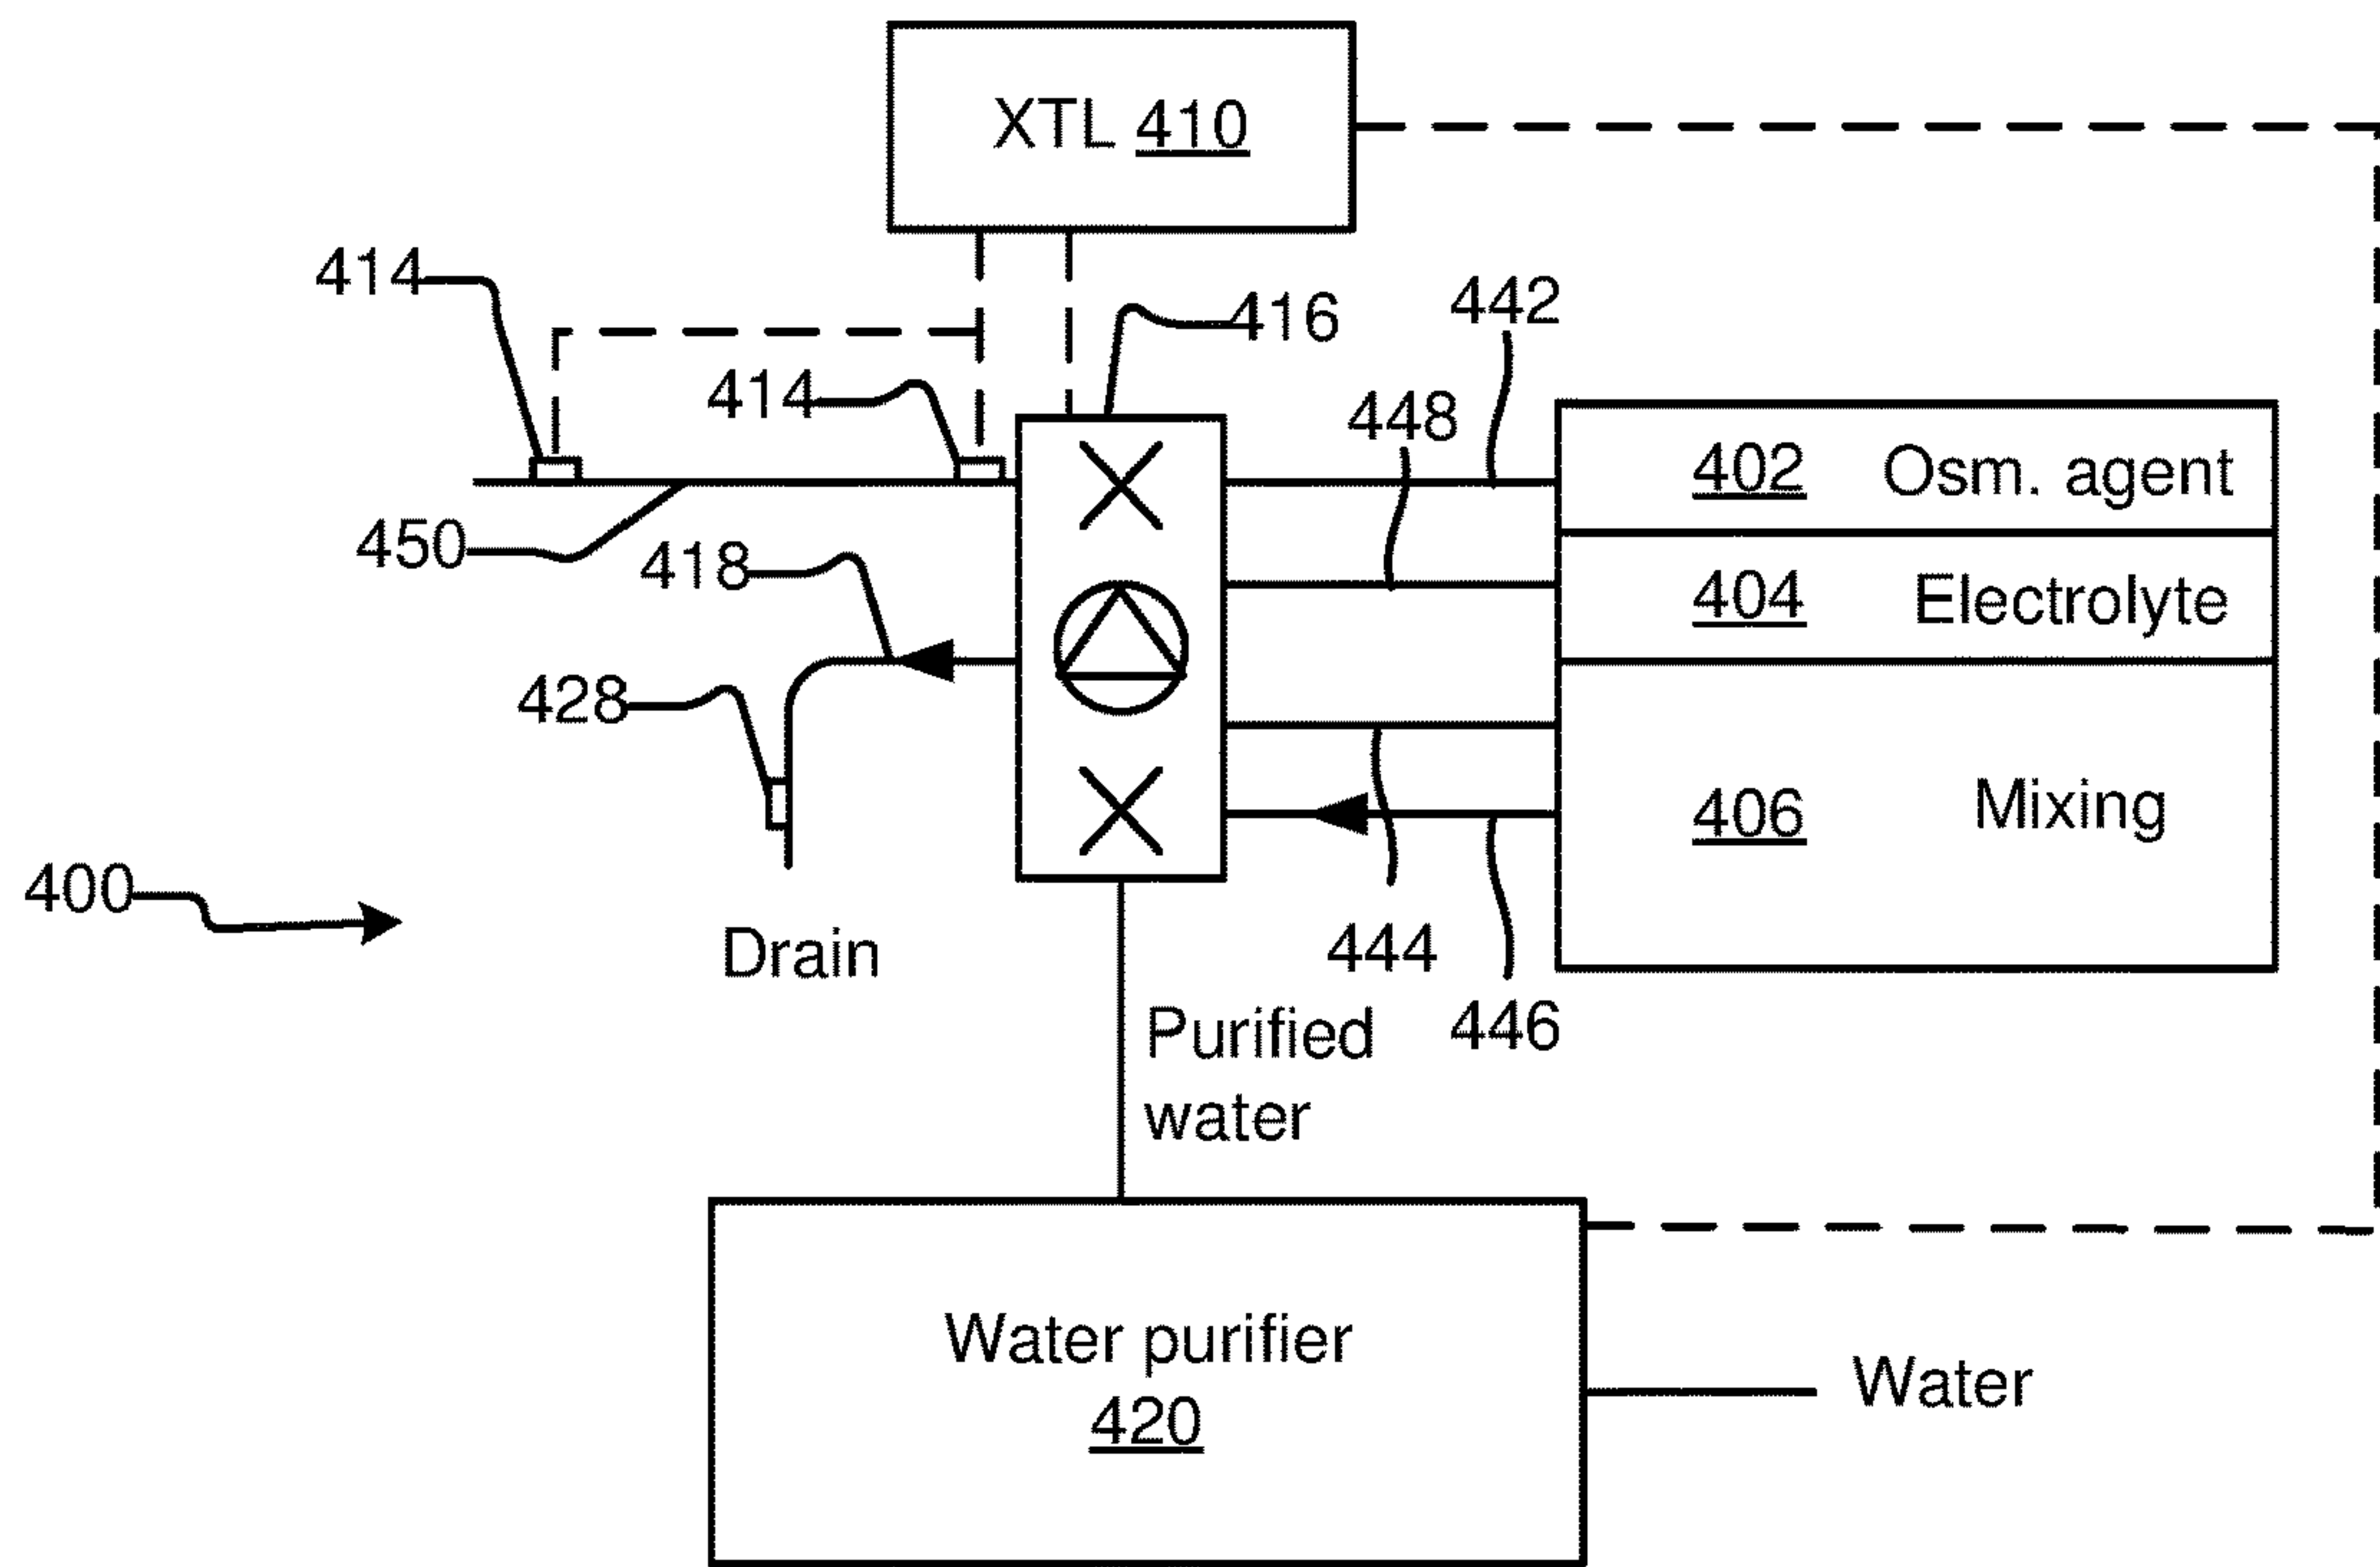 XTL 410
414
416
442
414
448
402 Osm. agent
450
418
404 Electrolyte
428
406 Mixing
400
Drain
444
446
Purified
water
Water purifier
420
Water